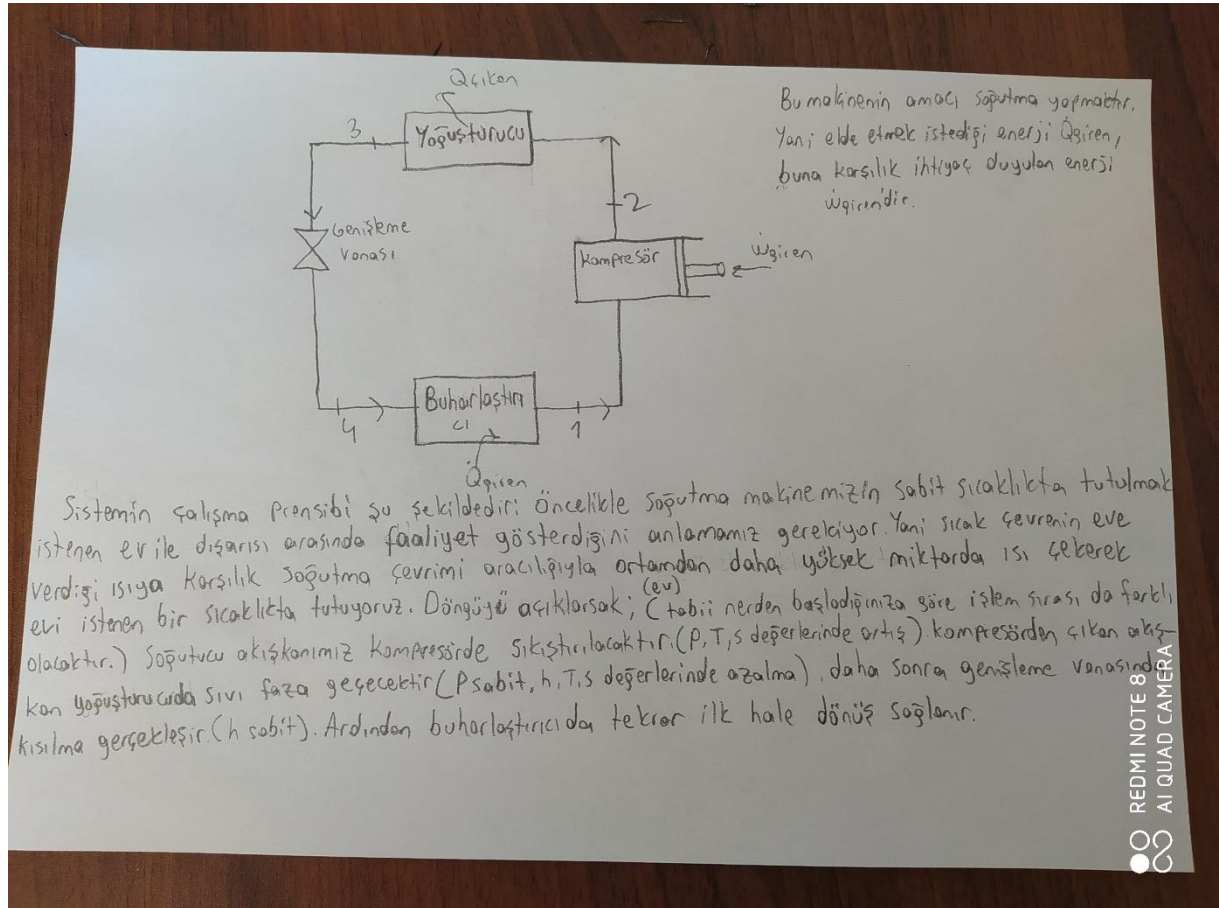 Qçıkan
Yoğuşturucu
3
2
Genişleme
vanası
Kompresör
Ẇgiren
Buharlaştırı
cı
4
1
Q̇giren
Bu makinenin amacı soğutma yapmaktır.
Yani elde etmek istediği enerji Q̇giren,
buna karşılık ihtiyaç duyulan enerji
Ẇgiren'dir.
Sistemin çalışma prensibi şu şekildedir: Öncelikle soğutma makinemizin sabit sıcaklıkta tutulmak
istenen ev ile dışarısı arasında faaliyet gösterdiğini anlamamız gerekiyor. Yani sıcak çevrenin eve
verdiği ısıya karşılık soğutma çevrimi aracılığıyla ortamdan daha yüksek miktarda ısı çekerek
(ev)
evi istenen bir sıcaklıkta tutuyoruz. Döngüyü açıklarsak; (tabii nerden başladığınıza göre işlem sırası da farklı
olacaktır.) Soğutucu akışkanımız kompresörde sıkıştırılacaktır. (P, T, s değerlerinde artış). Kompresörden çıkan akış-
kan yoğuşturucuda sıvı faza geçecektir (P sabit, h, T, s değerlerinde azalma), daha sonra genişleme vanasında
kısılma gerçekleşir. (h sabit). Ardından buharlaştırıcıda tekrar ilk hale dönüş sağlanır.
REDMI NOTE 8
AI QUAD CAMERA